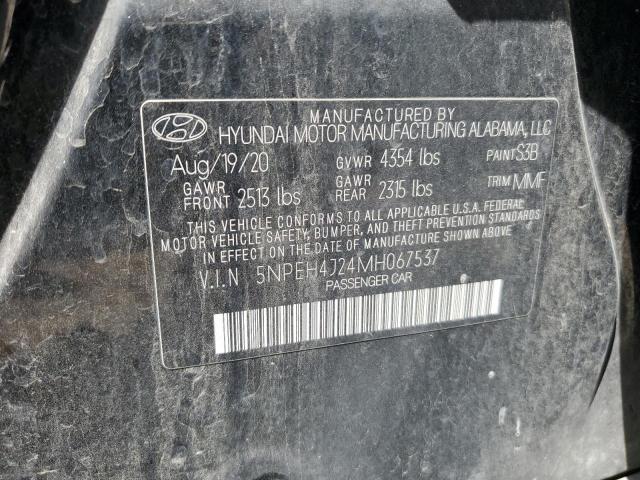 MANUFACTURED BY
HYUNDAI MOTOR MANUFACTURING ALABAMA, LLC
Aug/19/20 GVWR 4354 lbs PAINT S3B
GAWR FRONT 2513 lbs GAWR REAR 2315 lbs TRIM MMF
THIS VEHICLE CONFORMS TO ALL APPLICABLE U.S.A. FEDERAL
MOTOR VEHICLE SAFETY, BUMPER, AND THEFT PREVENTION STANDARDS
IN EFFECT ON THE DATE OF MANUFACTURE SHOWN ABOVE
V.I.N 5NPEH4J24MH067537
PASSENGER CAR